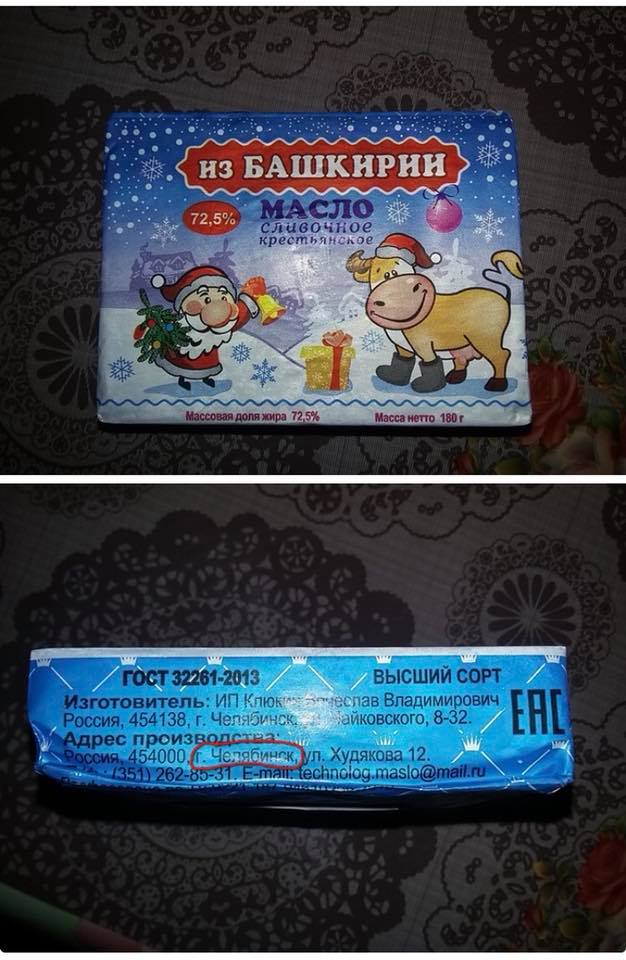 ИЗ БАШКИРИИ
72,5%
МАСЛО
СЛИВОЧНОЕ
КРЕСТЬЯНСКОЕ
Массовая доля жира 72,5%
Масса нетто 180 г
ГОСТ 32261-2013
ВЫСШИЙ СОРТ
Изготовитель: ИП Клюкин Вячеслав Владимирович
Россия, 454138, г. Челябинск, Чайковского, 8-32.
ЕАС
Адрес производства:
Россия, 454000, г. Челябинск, ул. Худякова 12.
(351) 262-85-31. E-mail: technolog.maslo@mail.ru